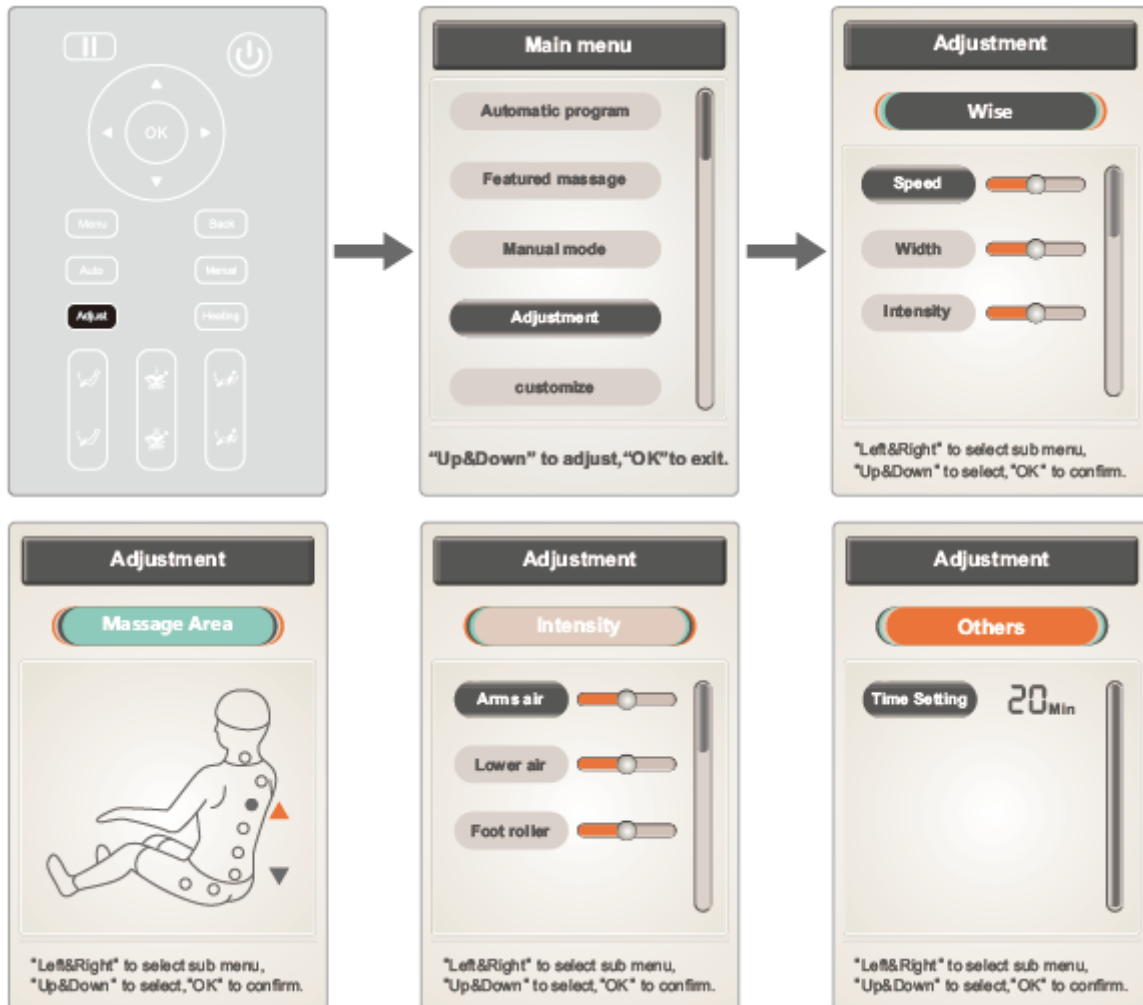 OK
Menu
Back
Auto
Manual
Adjust
Heating
Main menu
Automatic program
Featured massage
Manual mode
Adjustment
customize
“Up&Down” to adjust,“OK”to exit.
Adjustment
Wise
Speed
Width
Intensity
"Left&Right" to select sub menu,
"Up&Down" to select,"OK" to confirm.
Adjustment
Massage Area
"Left&Right" to select sub menu,
"Up&Down" to select,"OK" to confirm.
Adjustment
Intensity
Arms air
Lower air
Foot roller
"Left&Right" to select sub menu,
"Up&Down" to select,"OK" to confirm.
Adjustment
Others
Time Setting 20Min
"Left&Right" to select sub menu,
"Up&Down" to select,"OK" to confirm.